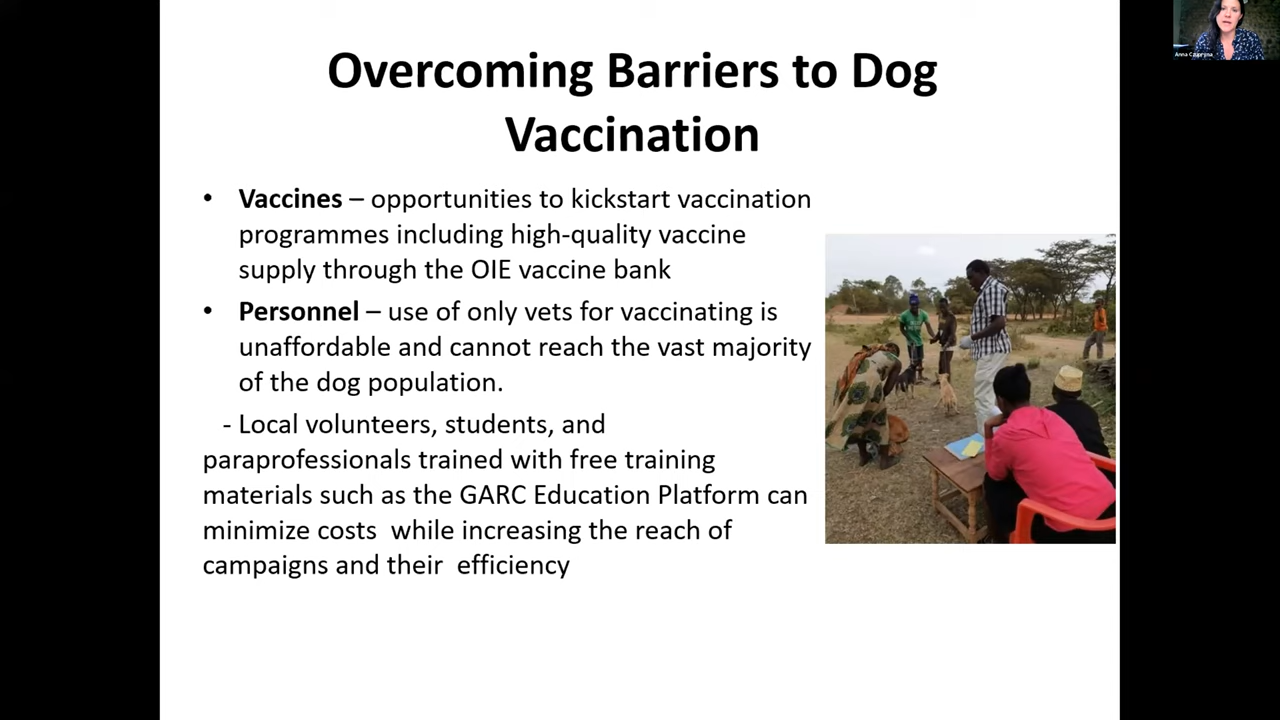 Overcoming Barriers to Dog
Vaccination
• Vaccines – opportunities to kickstart vaccination
programmes including high-quality vaccine
supply through the OIE vaccine bank
• Personnel – use of only vets for vaccinating is
unaffordable and cannot reach the vast majority
of the dog population.
- Local volunteers, students, and
paraprofessionals trained with free training
materials such as the GARC Education Platform can
minimize costs  while increasing the reach of
campaigns and their  efficiency
Anna